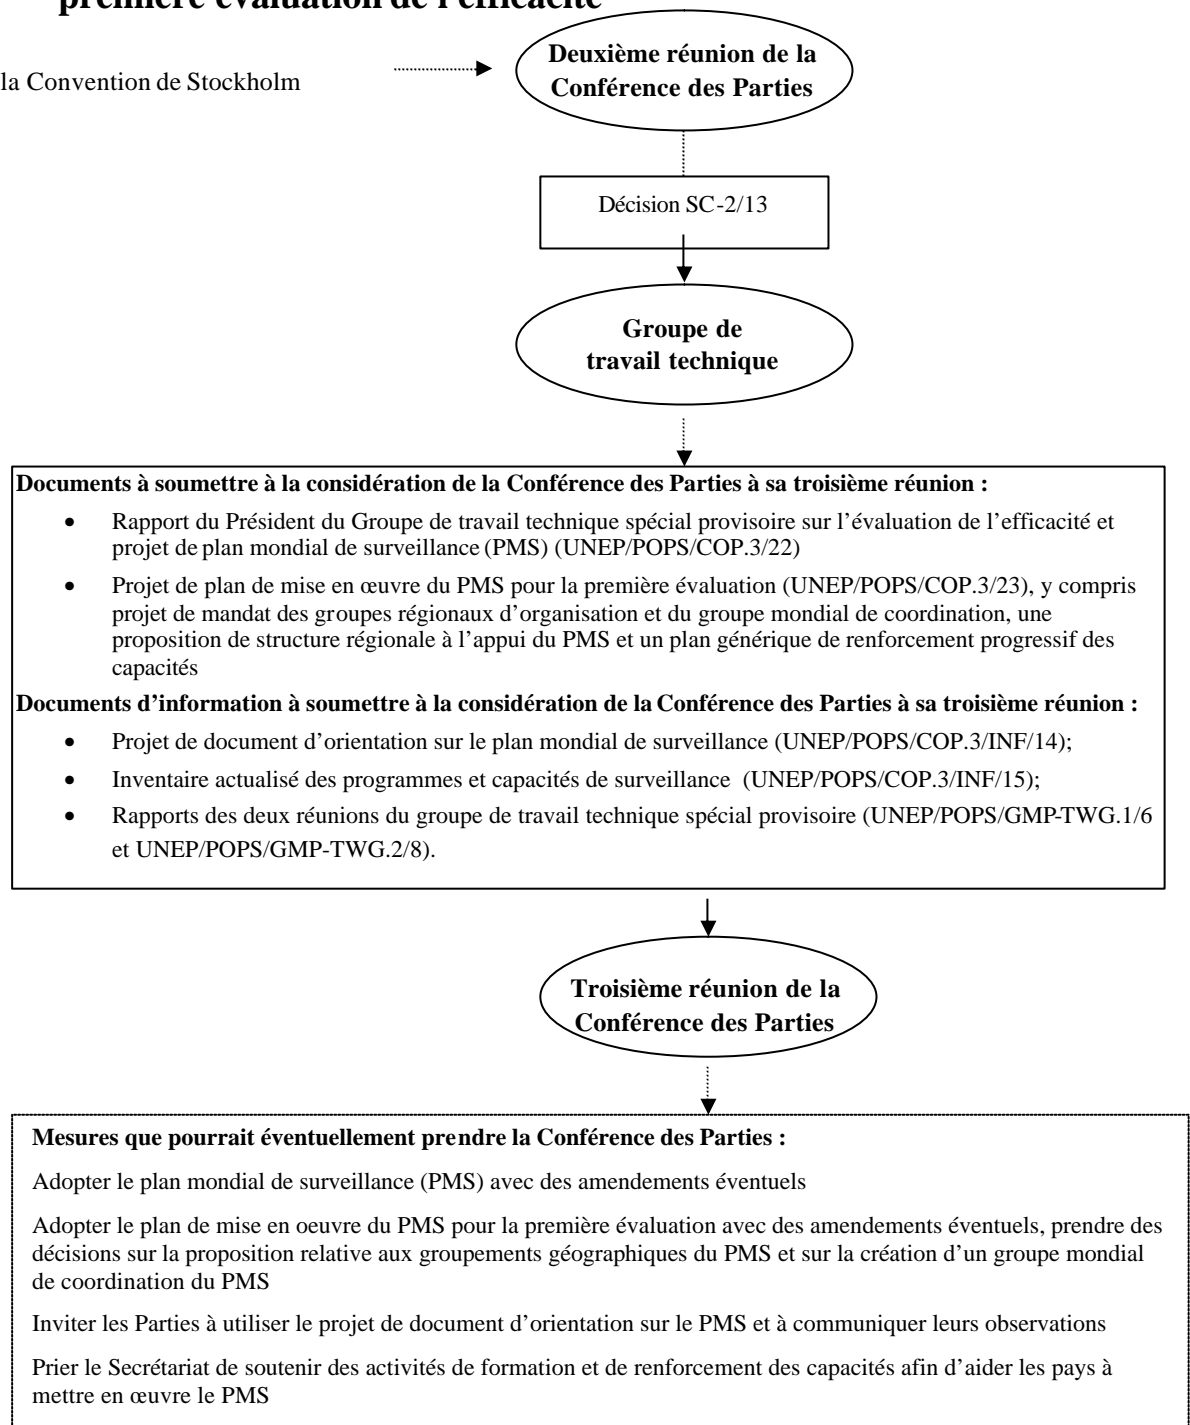 première évaluation de l'efficacité
la Convention de Stockholm
Deuxième réunion de la
Conférence des Parties
Décision SC-2/13
Groupe de
travail technique
Documents à soumettre à la considération de la Conférence des Parties à sa troisième réunion :
• Rapport du Président du Groupe de travail technique spécial provisoire sur l’évaluation de l’efficacité et
projet de plan mondial de surveillance (PMS) (UNEP/POPS/COP.3/22)
• Projet de plan de mise en œuvre du PMS pour la première évaluation (UNEP/POPS/COP.3/23), y compris
projet de mandat des groupes régionaux d’organisation et du groupe mondial de coordination, une
proposition de structure régionale à l’appui du PMS et un plan générique de renforcement progressif des
capacités
Documents d’information à soumettre à la considération de la Conférence des Parties à sa troisième réunion :
• Projet de document d’orientation sur le plan mondial de surveillance (UNEP/POPS/COP.3/INF/14);
• Inventaire actualisé des programmes et capacités de surveillance (UNEP/POPS/COP.3/INF/15);
• Rapports des deux réunions du groupe de travail technique spécial provisoire (UNEP/POPS/GMP-TWG.1/6
et UNEP/POPS/GMP-TWG.2/8).
Troisième réunion de la
Conférence des Parties
Mesures que pourrait éventuellement prendre la Conférence des Parties :
Adopter le plan mondial de surveillance (PMS) avec des amendements éventuels
Adopter le plan de mise en oeuvre du PMS pour la première évaluation avec des amendements éventuels, prendre des
décisions sur la proposition relative aux groupements géographiques du PMS et sur la création d’un groupe mondial
de coordination du PMS
Inviter les Parties à utiliser le projet de document d’orientation sur le PMS et à communiquer leurs observations
Prier le Secrétariat de soutenir des activités de formation et de renforcement des capacités afin d’aider les pays à
mettre en œuvre le PMS